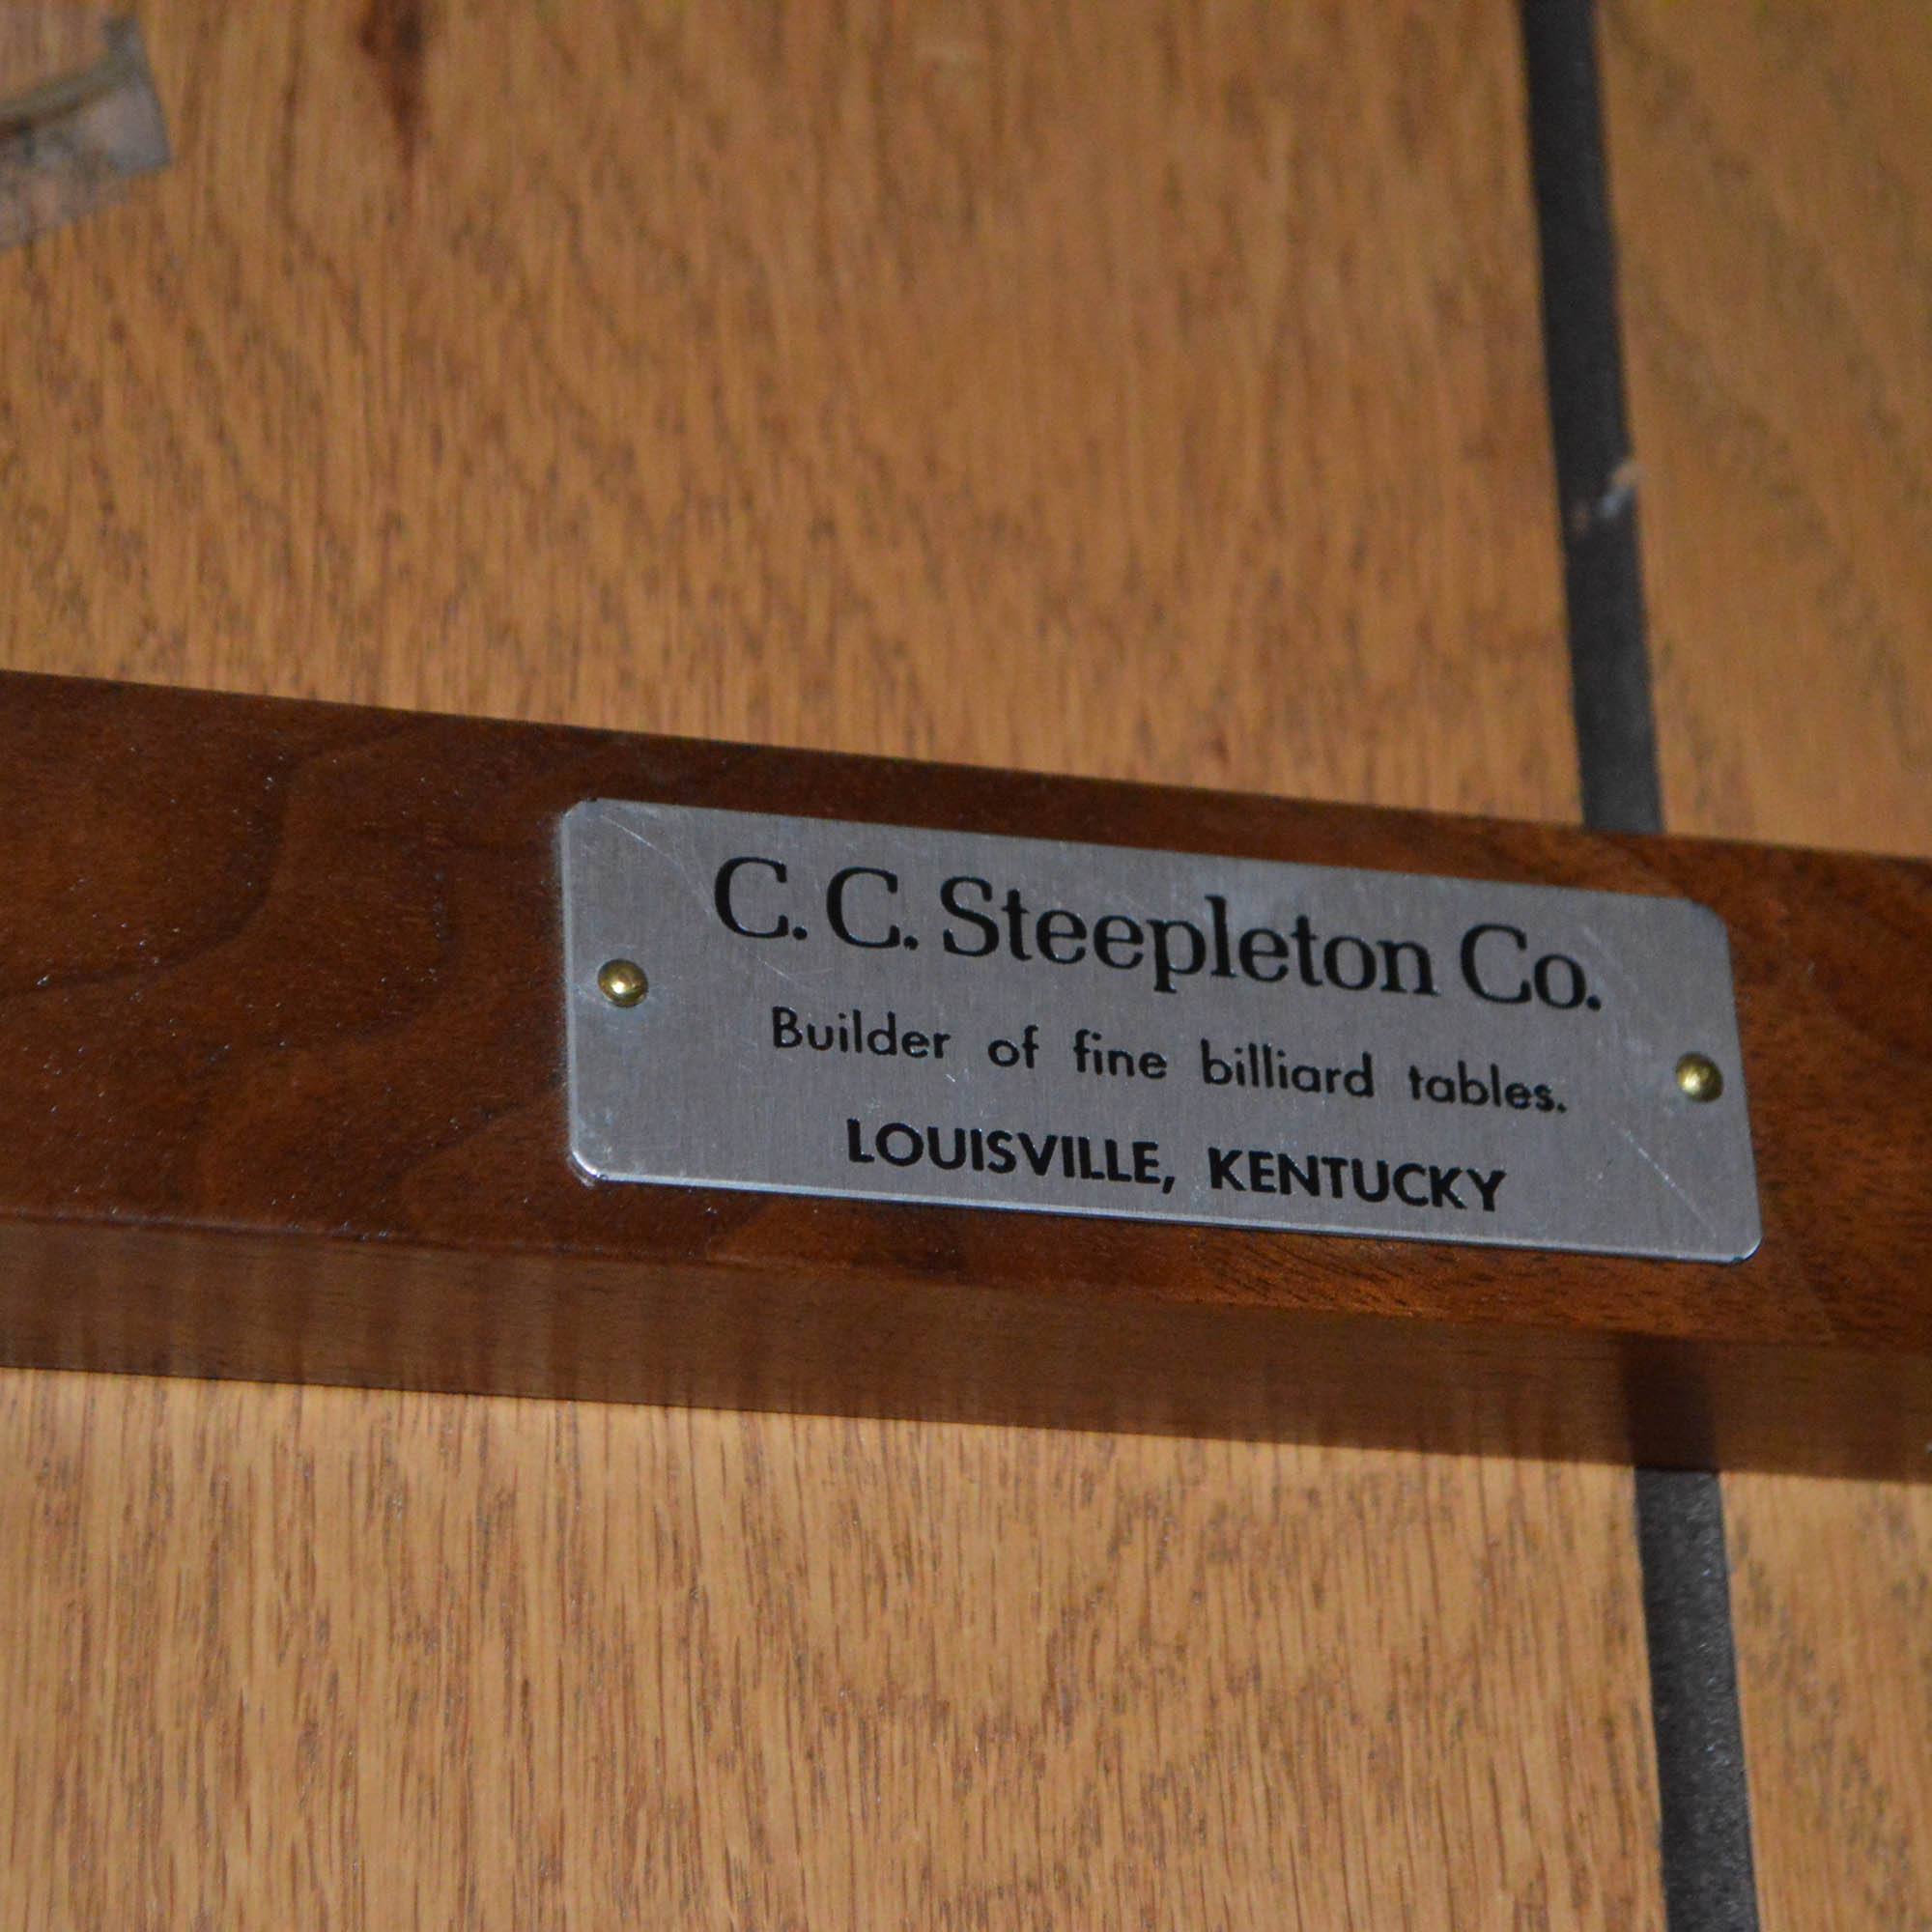 C. C. Steepleton Co.
Builder of fine billiard tables.
LOUISVILLE, KENTUCKY